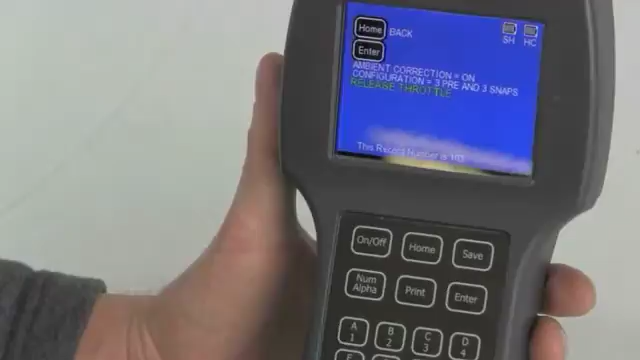 Home BACK
SH HC
Enter
AMBIENT CORRECTION = ON
CONFIGURATION = 3 PRE AND 3 SNAPS
RELEASE THROTTLE
This Record Number is 103
On/Off Home Save
Num Alpha Print Enter
A B C D
1 2 3 4